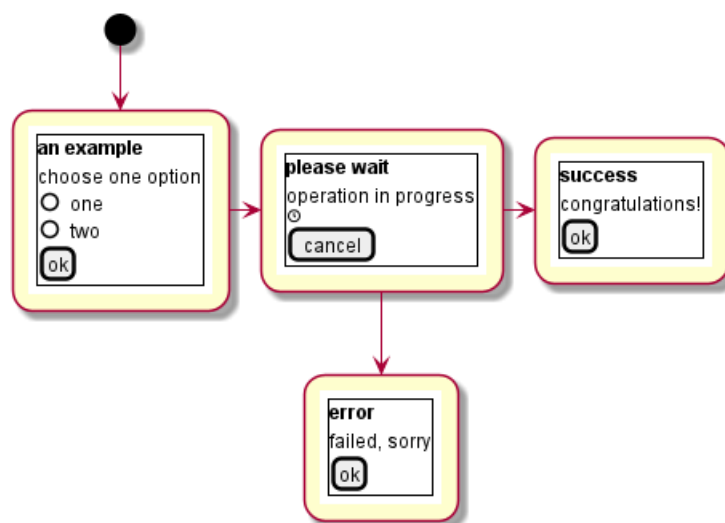 an example
choose one option
one
two
ok
please wait
operation in progress
cancel
success
congratulations!
ok
error
failed, sorry
ok